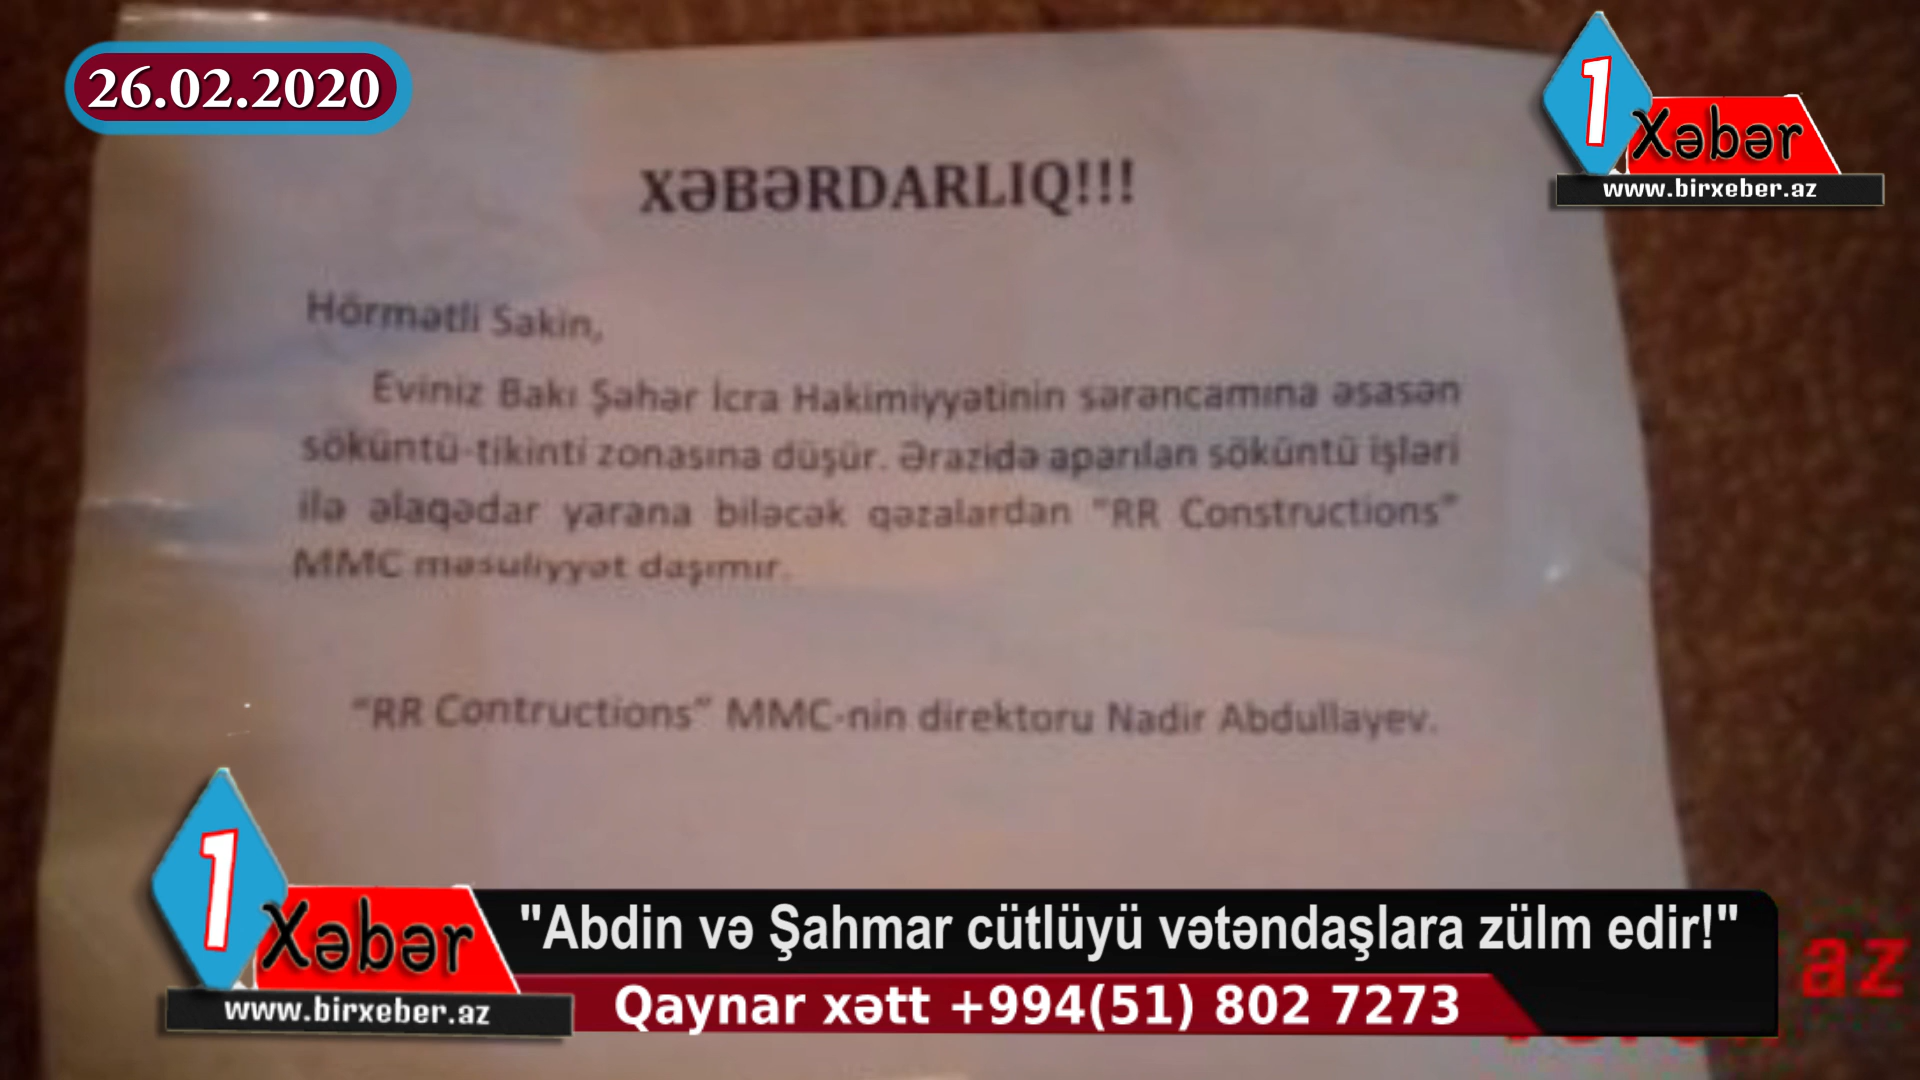 26.02.2020
1
Xəbər
www.birxeber.az
XƏBƏRDARLIQ!!!
Hörmətli Sakin,
Eviniz Bakı Şəhər İcra Hakimiyyətinin sərəncamına əsasən
söküntü-tikinti zonasına düşür. Ərazidə aparılan söküntü işləri
ilə əlaqədar yarana biləcək qəzalardan "RR Constructions"
MMC məsuliyyət daşımır.
"RR Contructions" MMC-nin direktoru Nadir Abdullayev.
1
Xəbər
www.birxeber.az
"Abdin və Şahmar cütlüyü vətəndaşlara zülm edir!"
Qaynar xətt +994(51) 802 7273
az